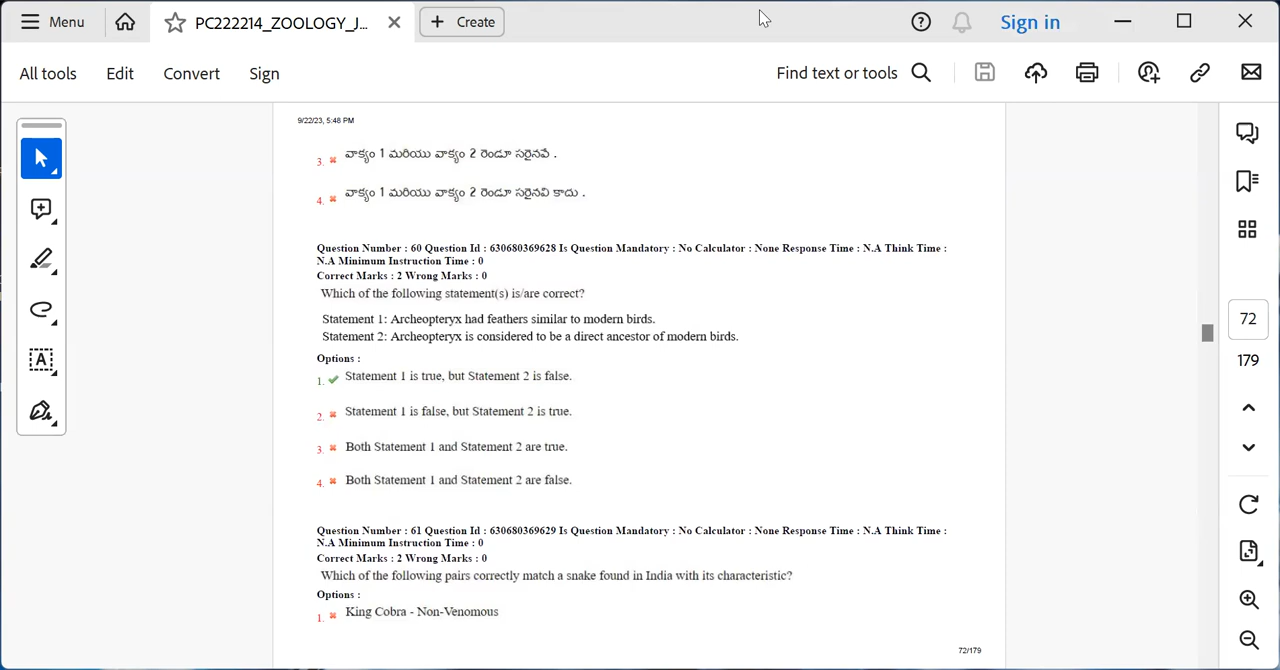 Menu
PC222214_ZOOLOGY_J...
Create
Sign in
All tools
Edit
Convert
Sign
Find text or tools
9/22/23, 5:48 PM
3. వాక్యం 1 మరియు వాక్యం 2 రెండూ సరైనవే .
4. వాక్యం 1 మరియు వాక్యం 2 రెండూ సరైనవి కాదు .
Question Number : 60 Question Id : 630680369628 Is Question Mandatory : No Calculator : None Response Time : N.A Think Time :
N.A Minimum Instruction Time : 0
Correct Marks : 2 Wrong Marks : 0
Which of the following statement(s) is/are correct?
Statement 1: Archeopteryx had feathers similar to modern birds.
Statement 2: Archeopteryx is considered to be a direct ancestor of modern birds.
Options :
1. Statement 1 is true, but Statement 2 is false.
2. Statement 1 is false, but Statement 2 is true.
3. Both Statement 1 and Statement 2 are true.
4. Both Statement 1 and Statement 2 are false.
Question Number : 61 Question Id : 630680369629 Is Question Mandatory : No Calculator : None Response Time : N.A Think Time :
N.A Minimum Instruction Time : 0
Correct Marks : 2 Wrong Marks : 0
Which of the following pairs correctly match a snake found in India with its characteristic?
Options :
1. King Cobra - Non-Venomous
72/179
72
179